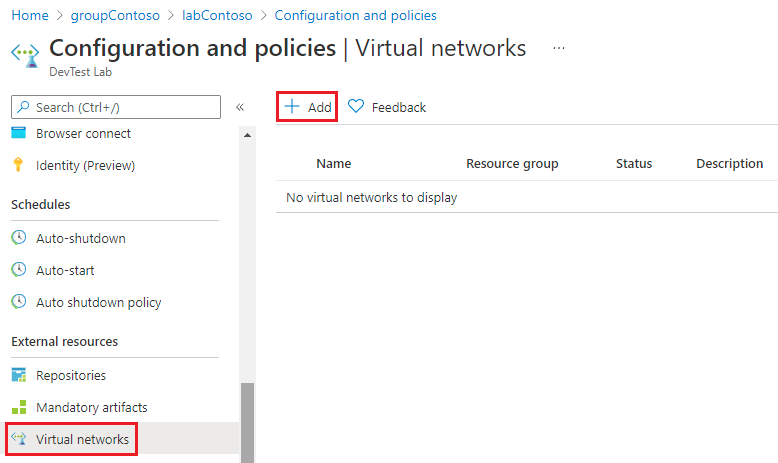 Home > groupContoso > labContoso > Configuration and policies
Configuration and policies | Virtual networks ...
DevTest Lab
Search (Ctrl+/) «
Add Feedback
Browser connect
Identity (Preview)
Name Resource group Status Description
No virtual networks to display
Schedules
Auto-shutdown
Auto-start
Auto shutdown policy
External resources
Repositories
Mandatory artifacts
Virtual networks